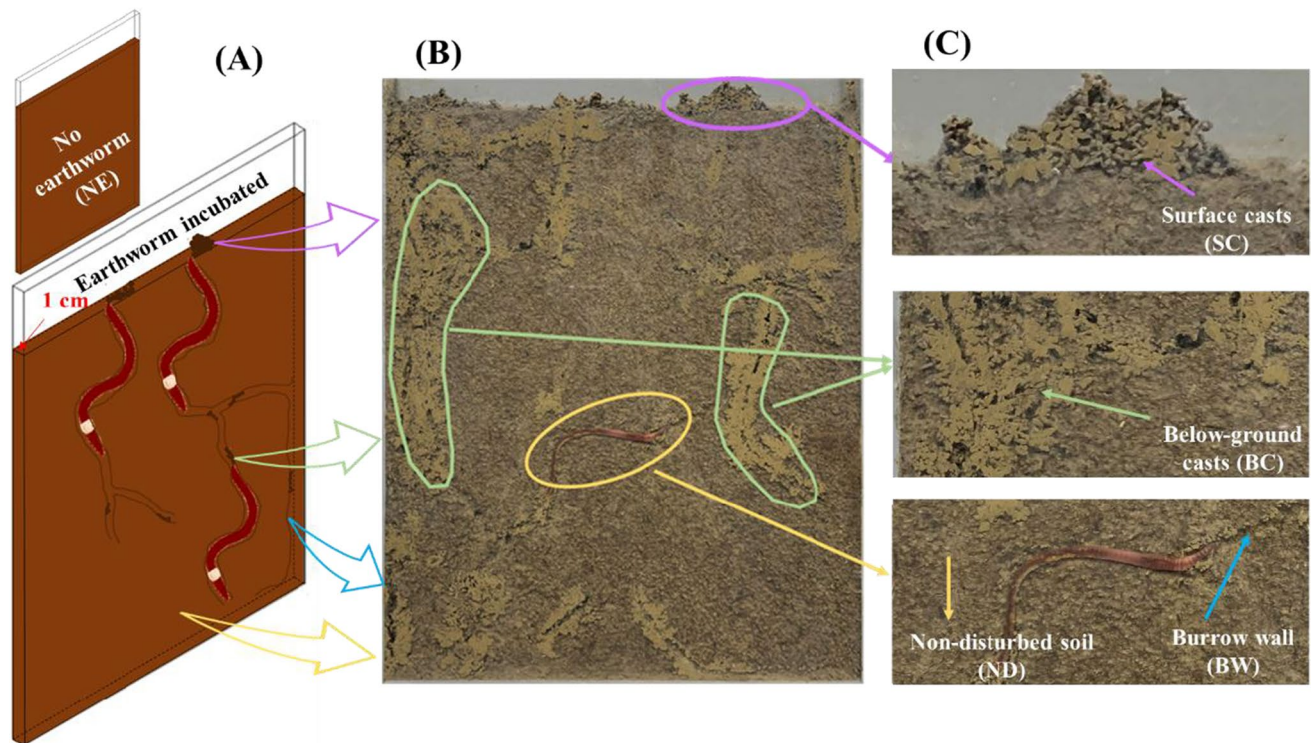 (A)
No
earthworm
(NE)
Earthworm incubated
1 cm
(B)
(C)
Surface casts
(SC)
Below-ground
casts (BC)
Non-disturbed soil
(ND)
Burrow wall
(BW)